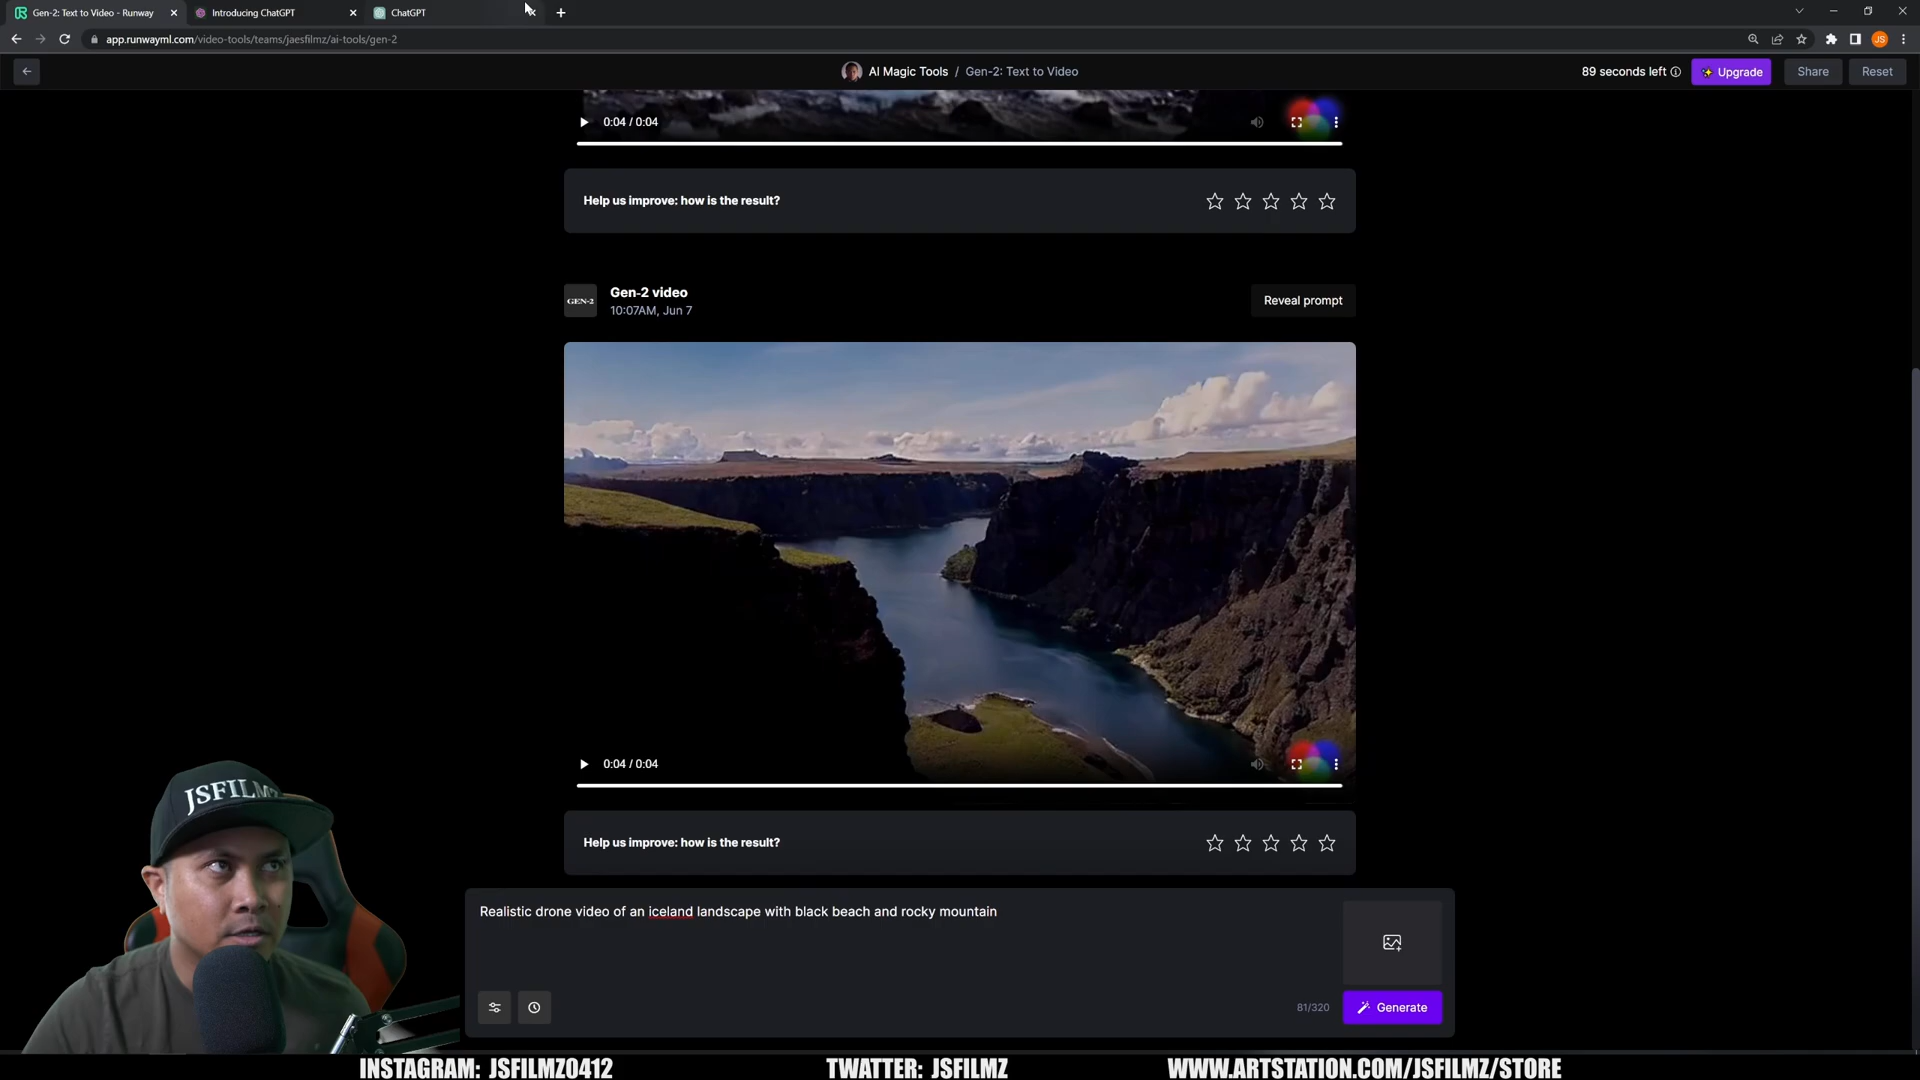 Gen-2: Text to Video - Runway
Introducing ChatGPT
ChatGPT
app.runwayml.com/video-tools/teams/jaesfilmz/ai-tools/gen-2
JS
AI Magic Tools / Gen-2: Text to Video
89 seconds left
Upgrade
Share
Reset
0:04 / 0:04
Help us improve: how is the result?
GEN-2
Gen-2 video
10:07AM, Jun 7
Reveal prompt
0:04 / 0:04
Help us improve: how is the result?
Realistic drone video of an iceland landscape with black beach and rocky mountain
81/320
Generate
JSFILMZ
INSTAGRAM: JSFILMZ0412
TWATTER: JSFILMZ
WWW.ARTSTATION.COM/JSFILMZ/STORE